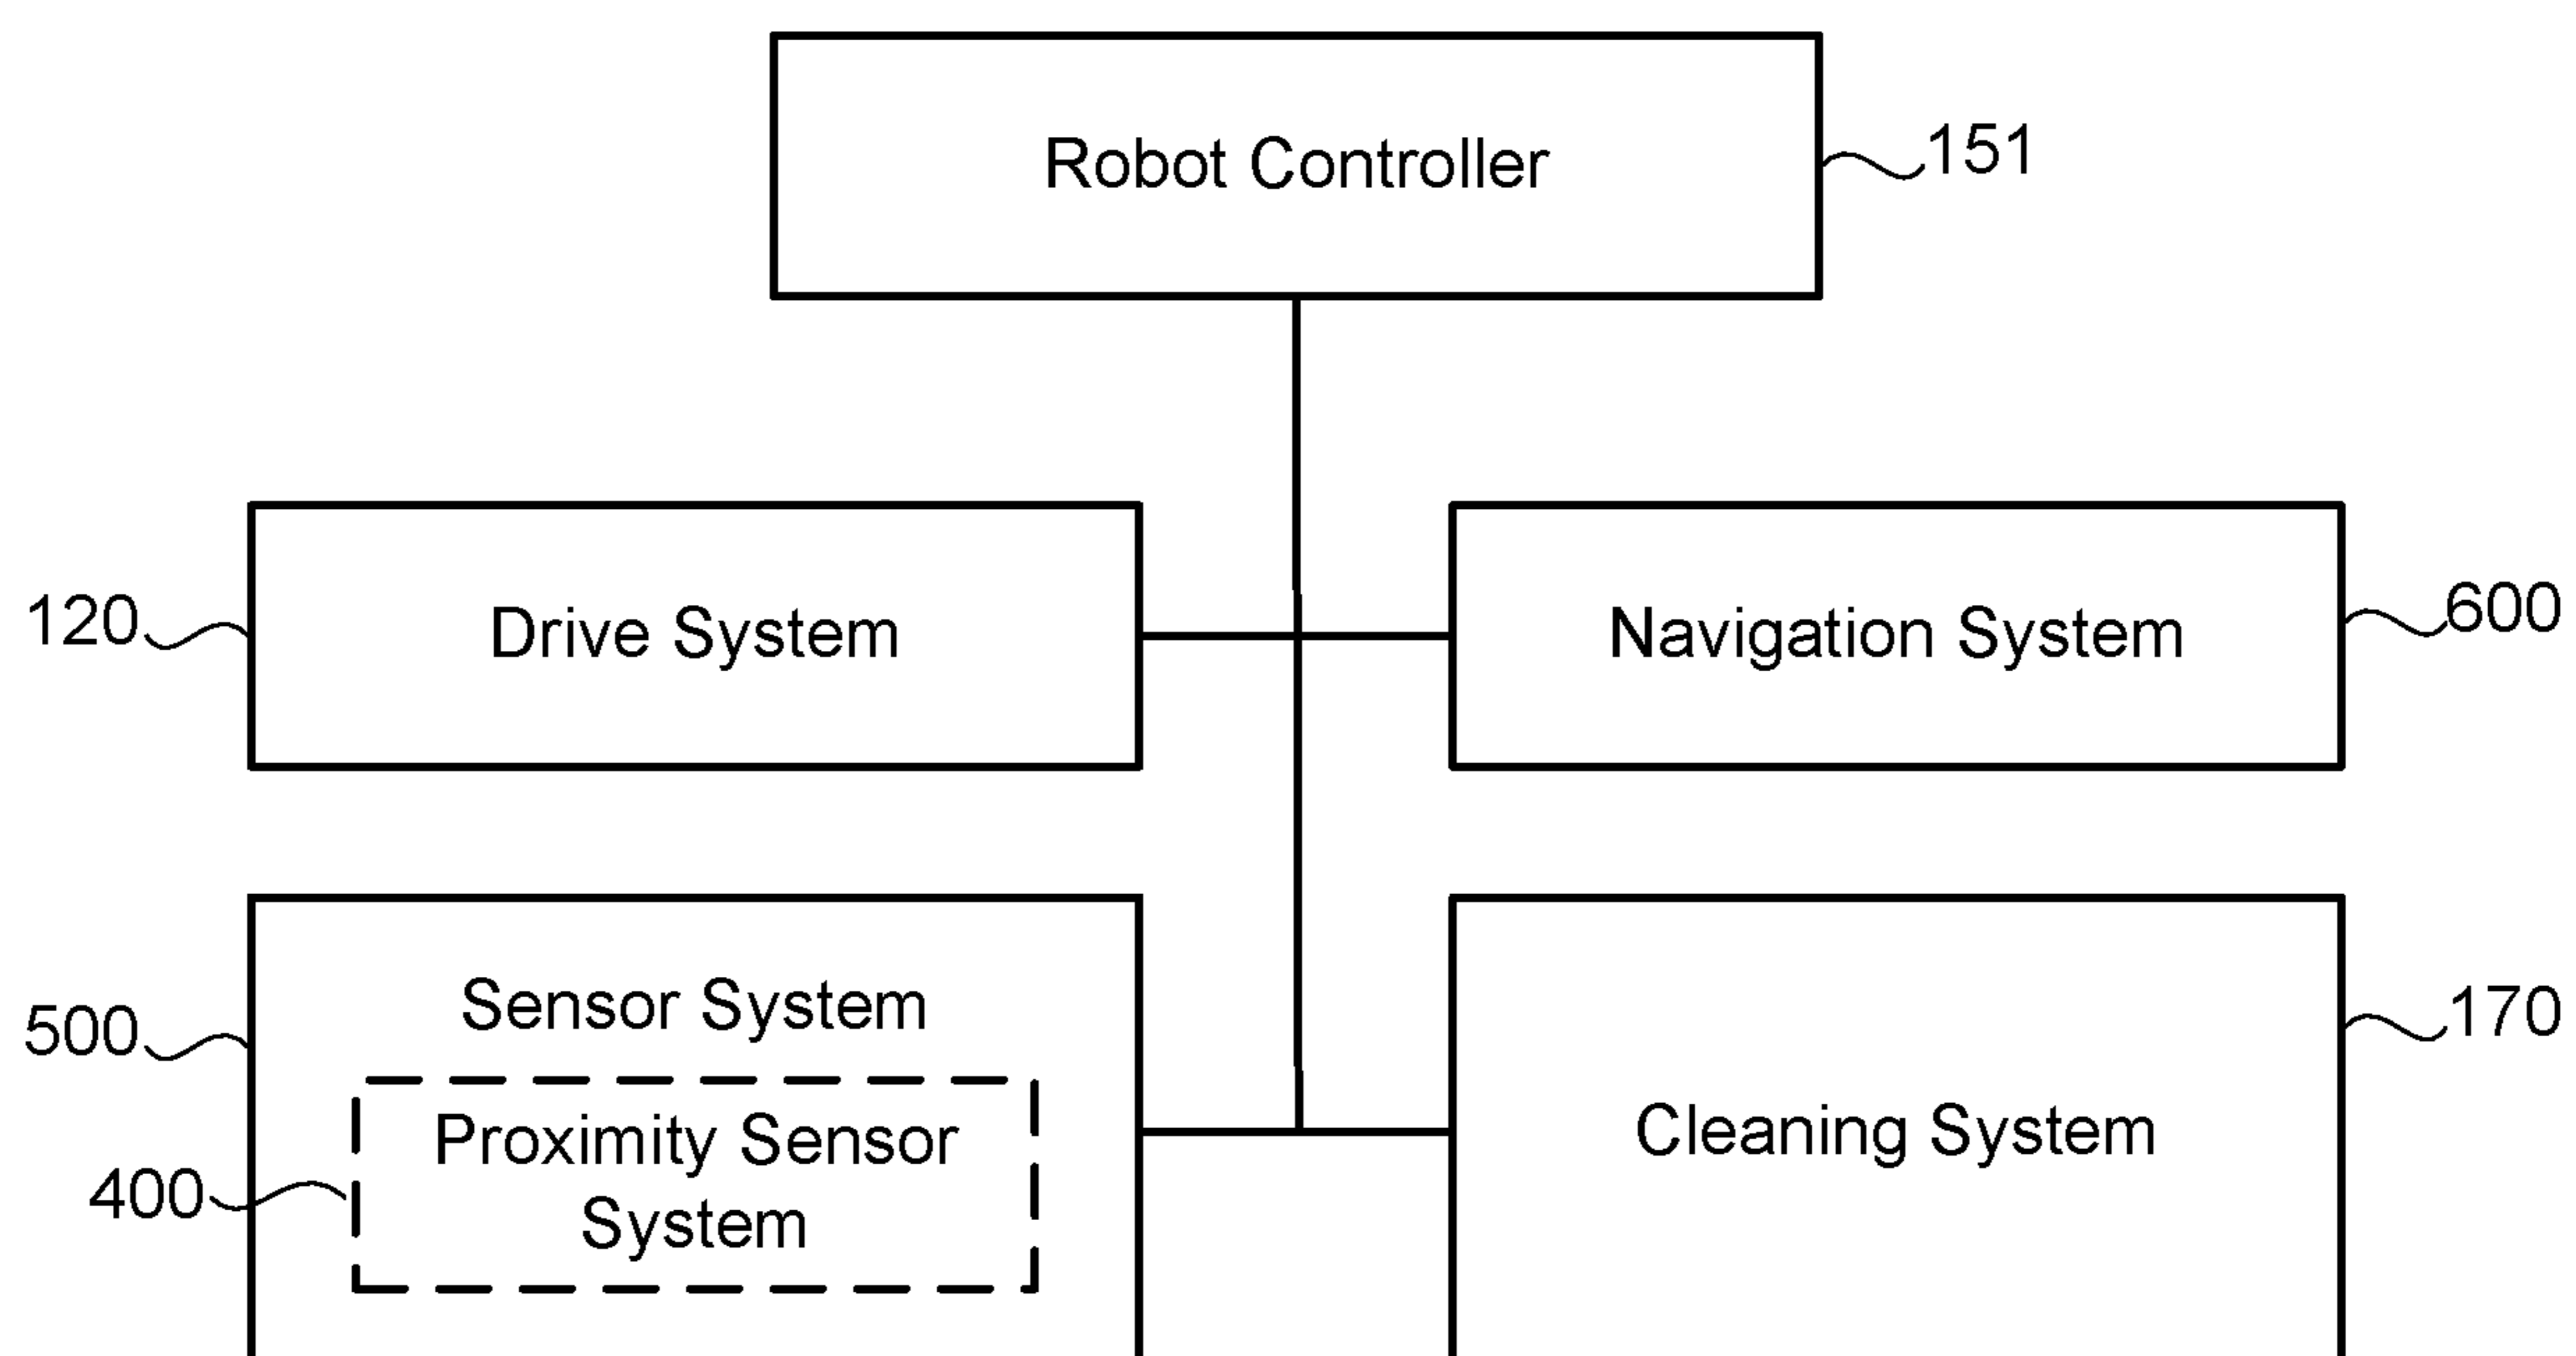 Robot Controller
151
120
Drive System
Navigation System
600
500
Sensor System
170
400
Proximity Sensor
System
Cleaning System